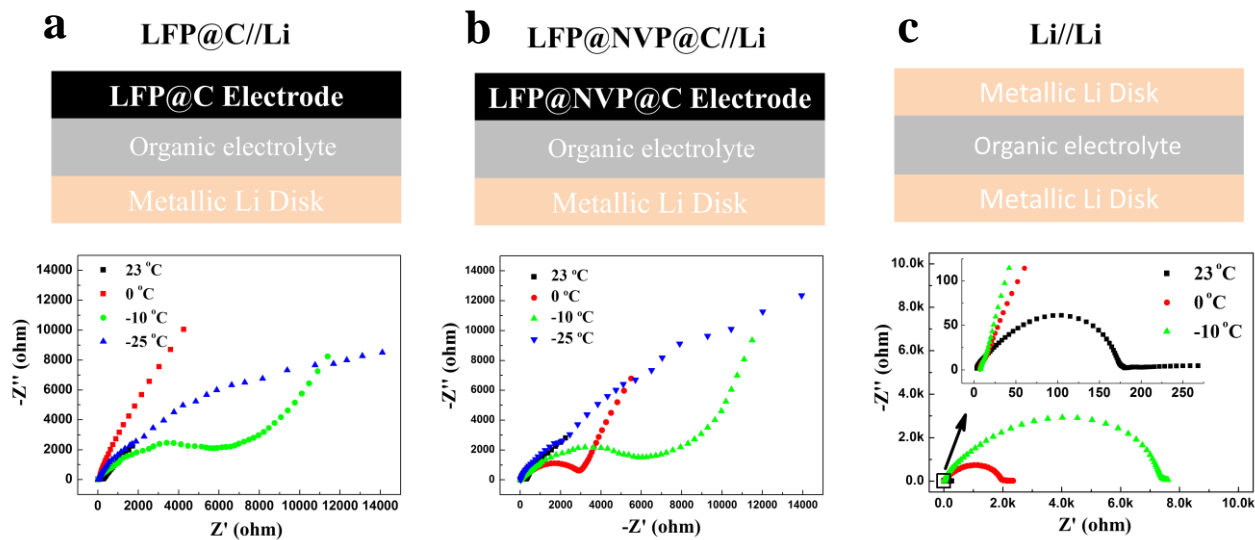 a
LFP@C//Li
LFP@C Electrode
Organic electrolyte
Metallic Li Disk
14000
12000
10000
8000
6000
4000
2000
0
-Z'' (ohm)
23 °C
0 °C
-10 °C
-25 °C
0 2000 4000 6000 8000 10000 12000 14000
Z' (ohm)
b
LFP@NVP@C//Li
LFP@NVP@C Electrode
Organic electrolyte
Metallic Li Disk
14000
12000
10000
8000
6000
4000
2000
0
-Z'' (ohm)
23 °C
0 °C
-10 °C
-25 °C
0 2000 4000 6000 8000 10000 12000 14000
-Z' (ohm)
c
Li//Li
Metallic Li Disk
Organic electrolyte
Metallic Li Disk
10.0k
8.0k
6.0k
4.0k
2.0k
0.0
-Z'' (ohm)
100
50
0
0 50 100 150 200 250
23 °C
0 °C
-10 °C
0.0 2.0k 4.0k 6.0k 8.0k 10.0k
Z' (ohm)